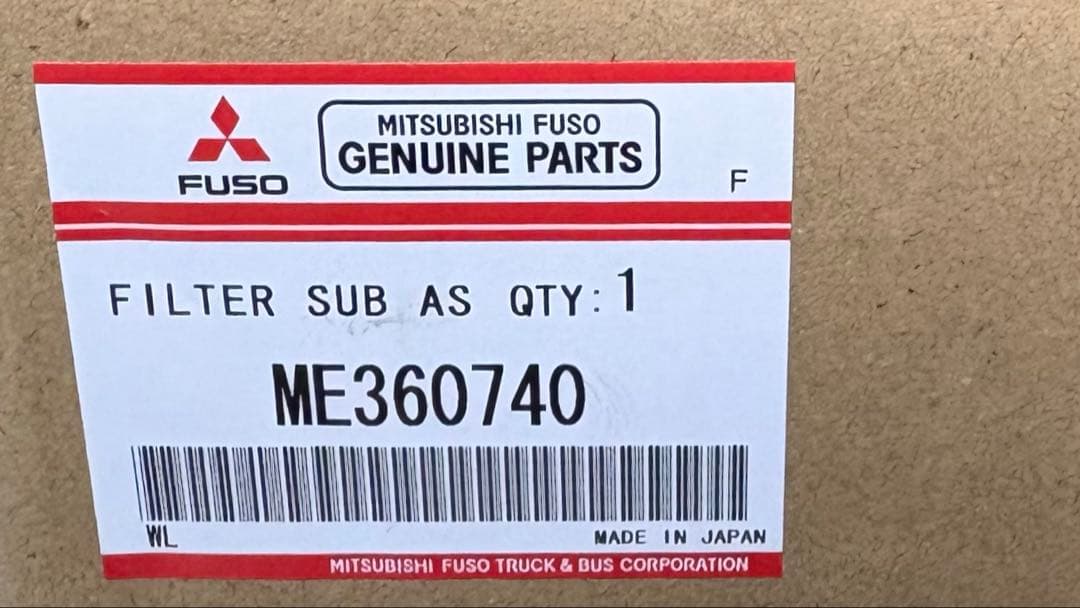 FUSO
MITSUBISHI FUSO
GENUINE PARTS
F
FILTER SUB AS QTY:1
ME360740
WL
MADE IN JAPAN
MITSUBISHI FUSO TRUCK & BUS CORPORATION